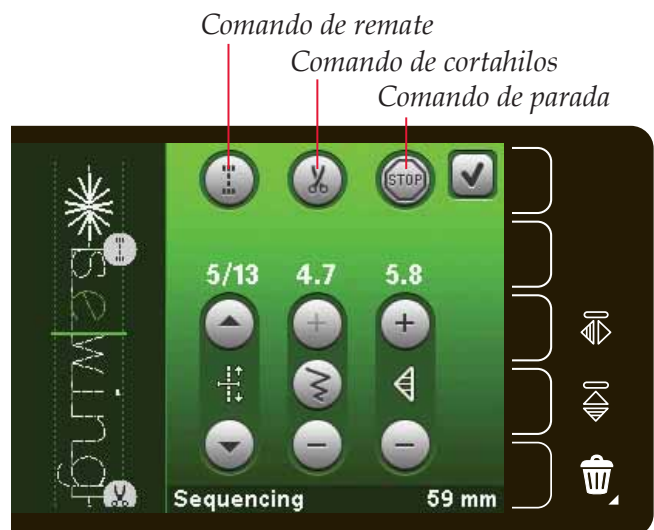 Comando de remate
Comando de cortahilos
Comando de parada
STOP
5/13 4.7 5.8
sewing
Sequencing 59 mm